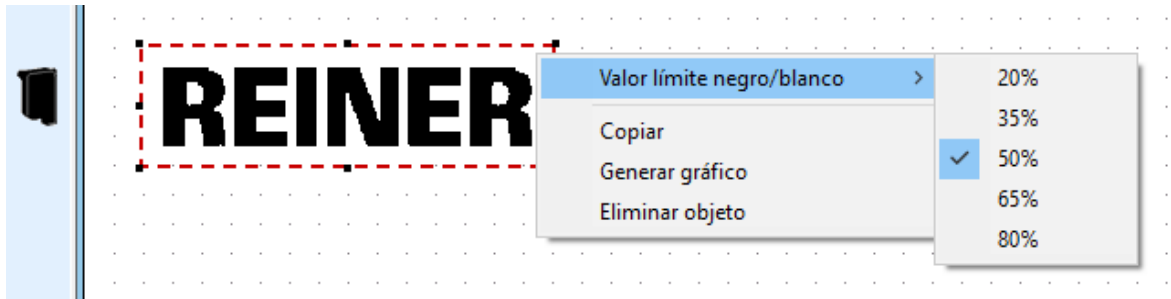 REINER
Valor límite negro/blanco
Copiar
Generar gráfico
Eliminar objeto
20%
35%
50%
65%
80%